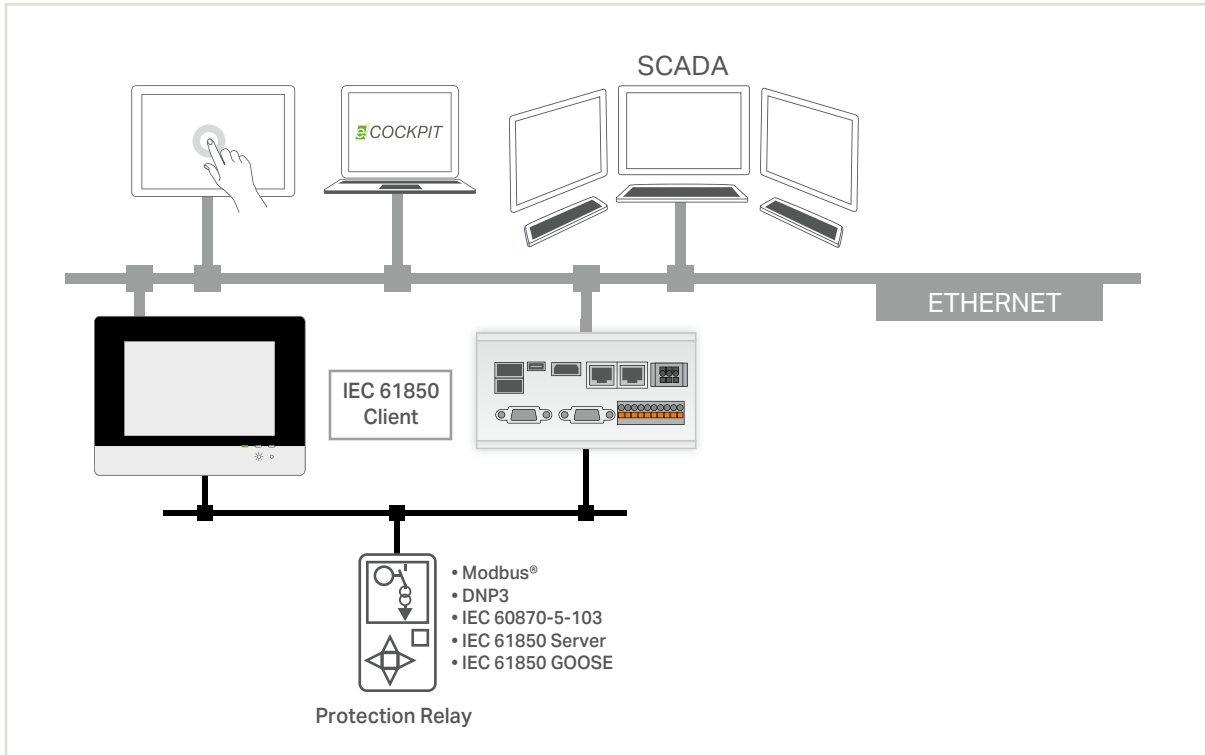 SCADA
e!COCKPIT
ETHERNET
IEC 61850
Client
• Modbus®
• DNP3
• IEC 60870-5-103
• IEC 61850 Server
• IEC 61850 GOOSE
Protection Relay